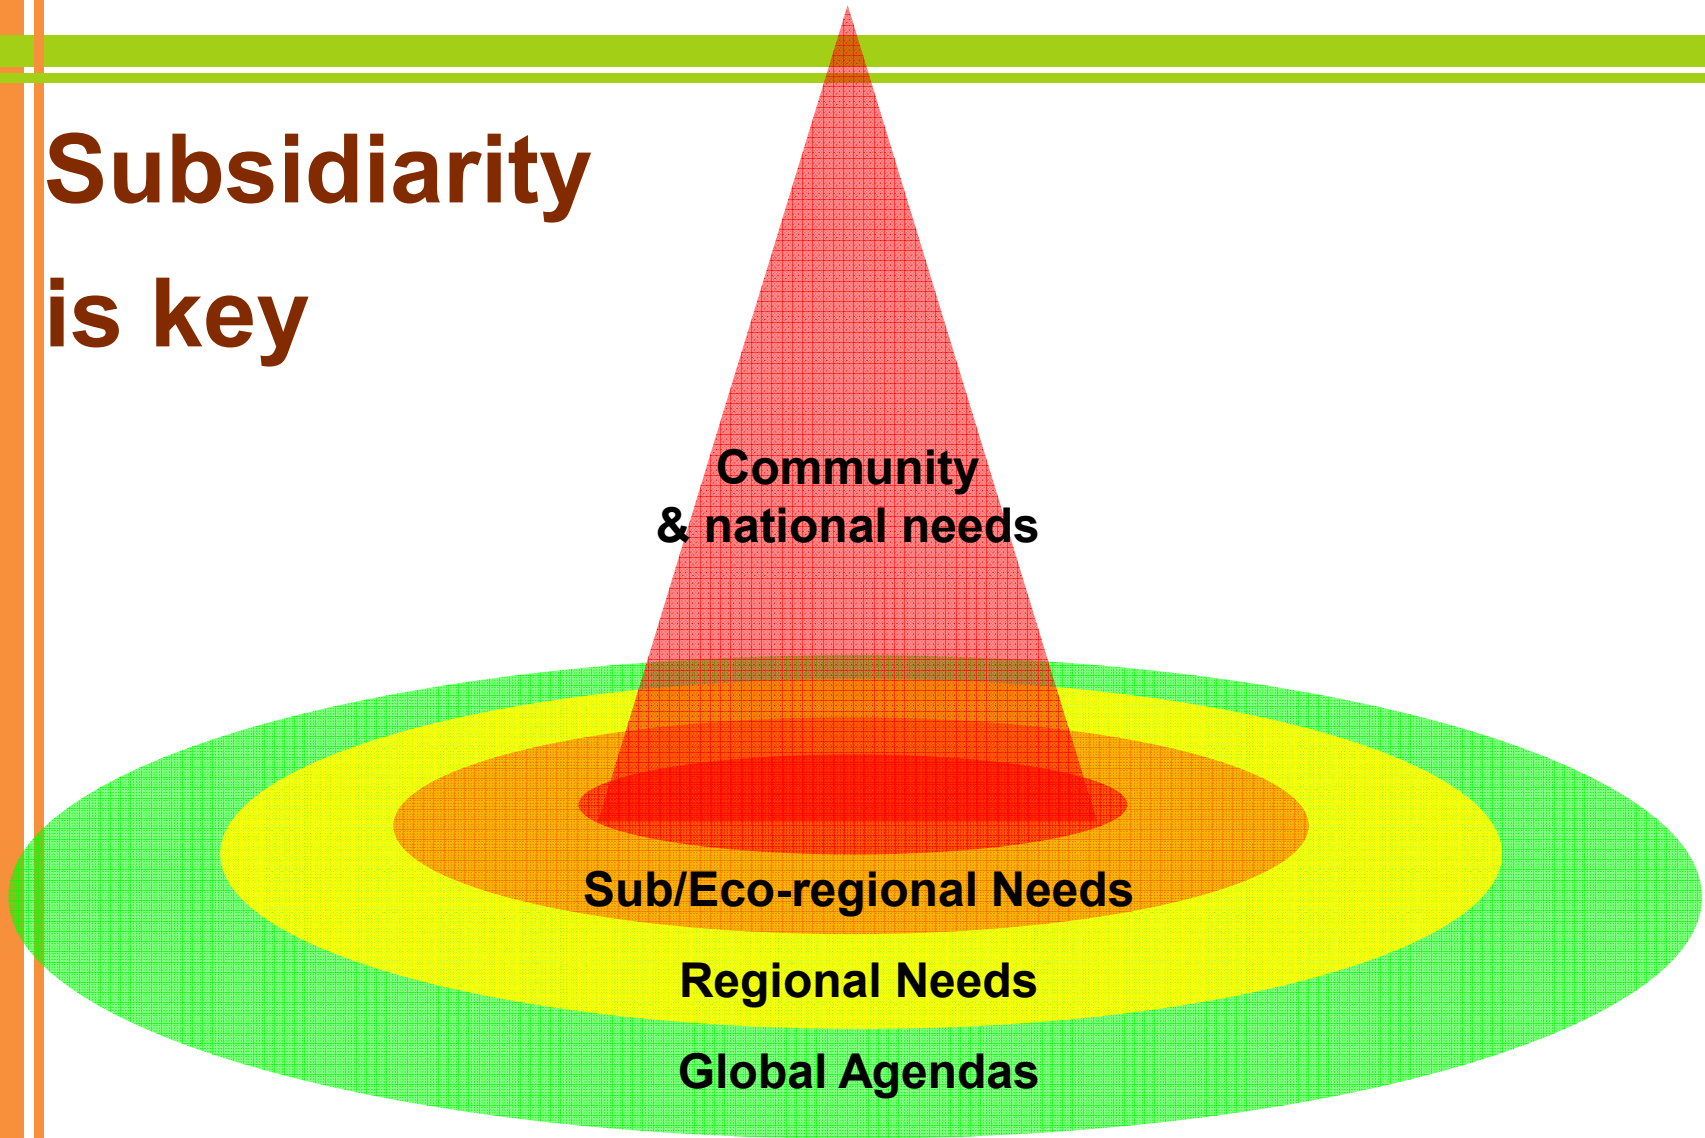 Subsidiarity
is key
Community
& national needs
Sub/Eco-regional Needs
Regional Needs
Global Agendas